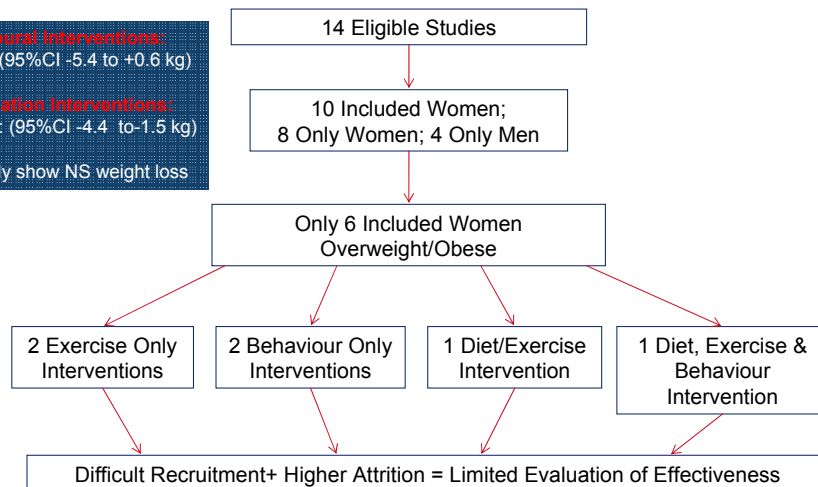 14 Eligible Studies
Interventions:
(95%CI -5.4 to +0.6 kg)
Interventions:
: (95%CI -4.4 to-1.5 kg)
show NS weight loss
10 Included Women;
8 Only Women; 4 Only Men
Only 6 Included Women
Overweight/Obese
2 Exercise Only
Interventions
2 Behaviour Only
Interventions
1 Diet/Exercise
Intervention
1 Diet, Exercise &
Behaviour
Intervention
Difficult Recruitment+ Higher Attrition = Limited Evaluation of Effectiveness